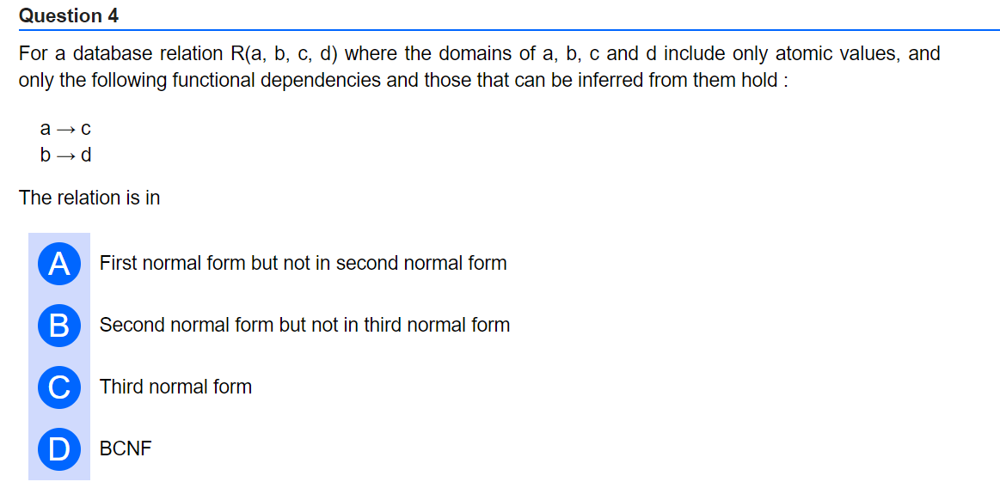 Question 4
For a database relation R(a, b, c, d) where the domains of a, b, c and d include only atomic values, and
only the following functional dependencies and those that can be inferred from them hold :
a → c
b → d
The relation is in
A First normal form but not in second normal form
B Second normal form but not in third normal form
C Third normal form
D BCNF